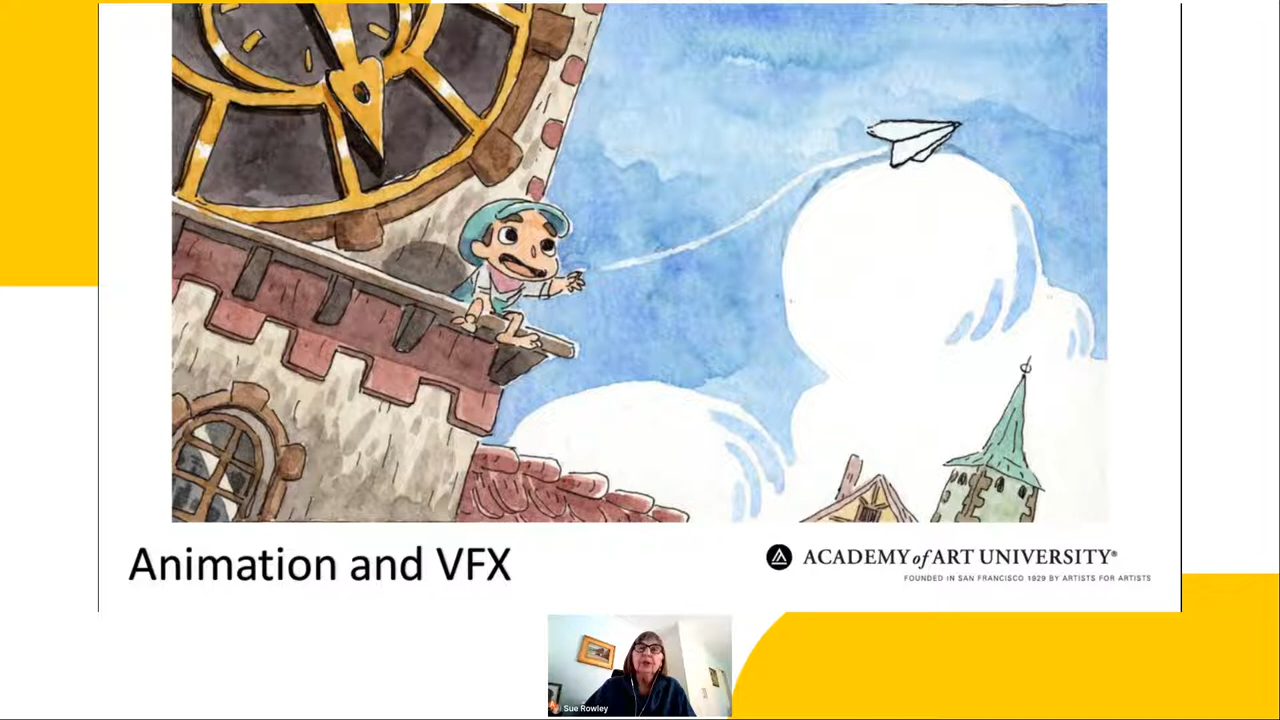 Animation and VFX
ACADEMY of ART UNIVERSITY®
FOUNDED IN SAN FRANCISCO 1929 BY ARTISTS FOR ARTISTS
Sue Rowley